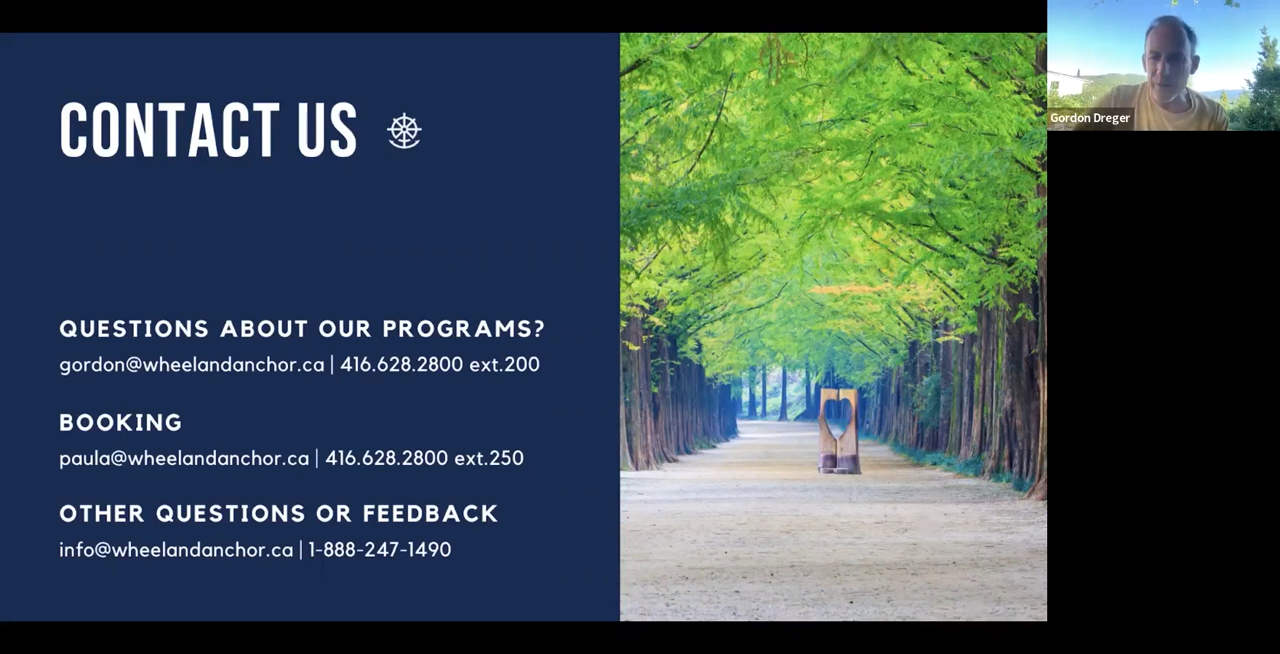 CONTACT US
QUESTIONS ABOUT OUR PROGRAMS?
gordon@wheelandanchor.ca | 416.628.2800 ext.200
BOOKING
paula@wheelandanchor.ca | 416.628.2800 ext.250
OTHER QUESTIONS OR FEEDBACK
info@wheelandanchor.ca | 1-888-247-1490
Gordon Dreger